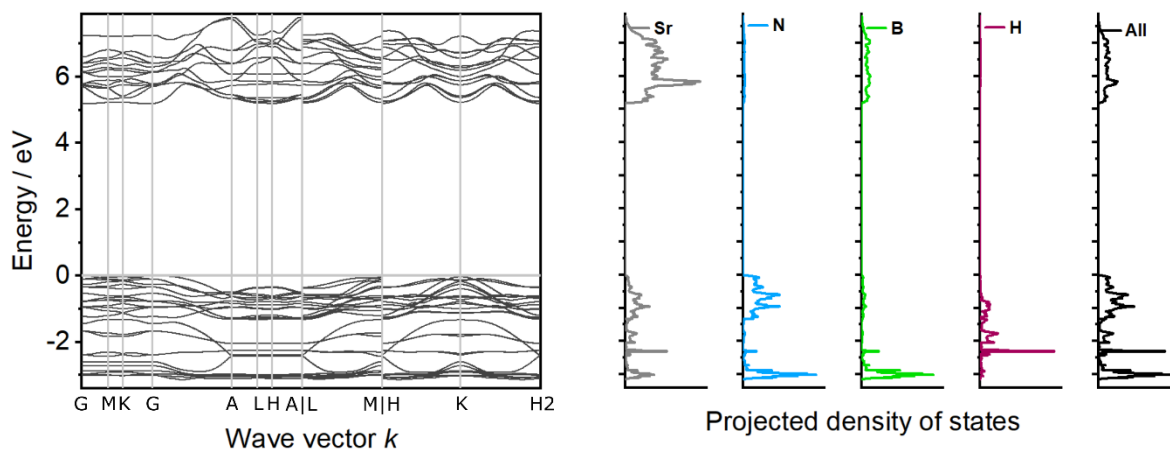 Sr
N
B
H
All
6
4
2
0
-2
Energy / eV
G M K G A L H A|L M|H K H2
Wave vector k
Projected density of states